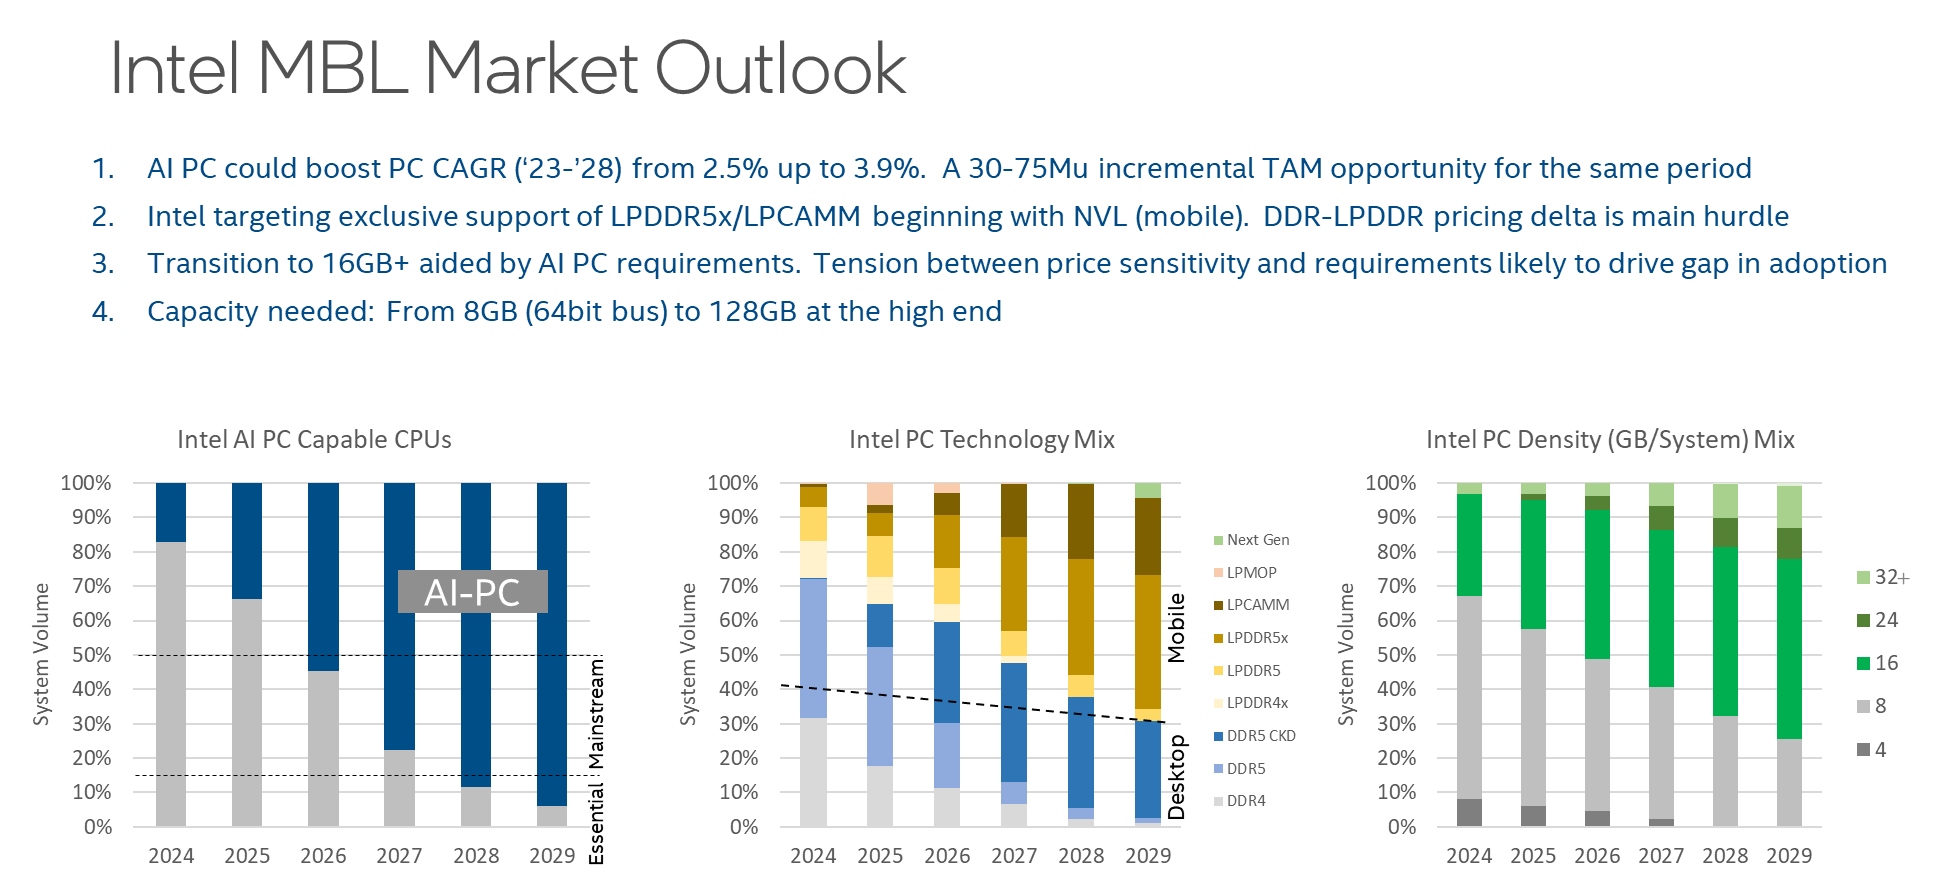 Intel MBL Market Outlook
1. AI PC could boost PC CAGR (‘23-’28) from 2.5% up to 3.9%. A 30-75Mu incremental TAM opportunity for the same period
2. Intel targeting exclusive support of LPDDR5x/LPCAMM beginning with NVL (mobile). DDR-LPDDR pricing delta is main hurdle
3. Transition to 16GB+ aided by AI PC requirements. Tension between price sensitivity and requirements likely to drive gap in adoption
4. Capacity needed: From 8GB (64bit bus) to 128GB at the high end
Intel AI PC Capable CPUs
System Volume
100%
90%
80%
70%
60%
50%
40%
30%
20%
10%
0%
AI-PC
Mainstream
Essential
2024 2025 2026 2027 2028 2029
Intel PC Technology Mix
System Volume
100%
90%
80%
70%
60%
50%
40%
30%
20%
10%
0%
Mobile
Desktop
2024 2025 2026 2027 2028 2029
Next Gen
LPMOP
LPCAMM
LPDDR5x
LPDDR5
LPDDR4x
DDR5 CKD
DDR5
DDR4
Intel PC Density (GB/System) Mix
System Volume
100%
90%
80%
70%
60%
50%
40%
30%
20%
10%
0%
2024 2025 2026 2027 2028 2029
32+
24
16
8
4